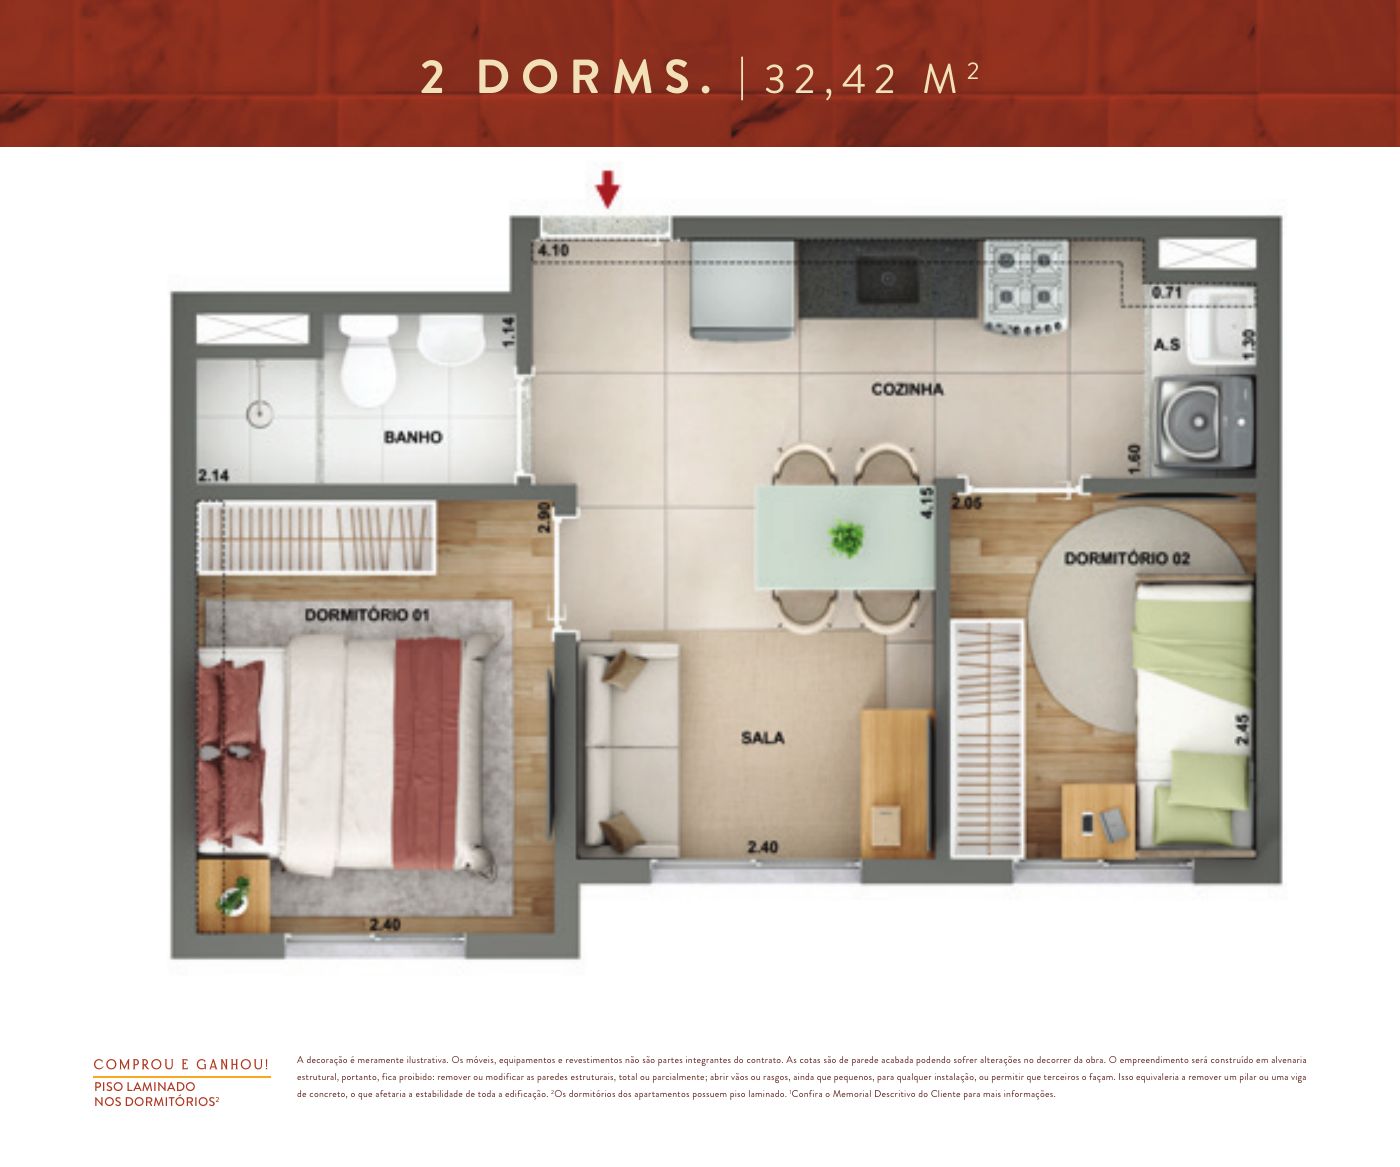 2 DORMS. | 32,42 M²
4.10
0.71
1.14
1.30
A.S
COZINHA
BANHO
1.60
2.14
4.15
2.05
2.90
DORMITÓRIO 02
DORMITÓRIO 01
2.45
SALA
2.40
2.40
COMPROU E GANHOU!
PISO LAMINADO
NOS DORMITÓRIOS²
A decoração é meramente ilustrativa. Os móveis, equipamentos e revestimentos não são partes integrantes do contrato. As cotas são de parede acabada podendo sofrer alterações no decorrer da obra. O empreendimento será construído em alvenaria
estrutural, portanto, fica proibido: remover ou modificar as paredes estruturais, total ou parcialmente; abrir vãos ou rasgos, ainda que pequenos, para qualquer instalação, ou permitir que terceiros o façam. Isso equivaleria a remover um pilar ou uma viga
de concreto, o que afetaria a estabilidade de toda a edificação. ²Os dormitórios dos apartamentos possuem piso laminado. ¹Confira o Memorial Descritivo do Cliente para mais informações.